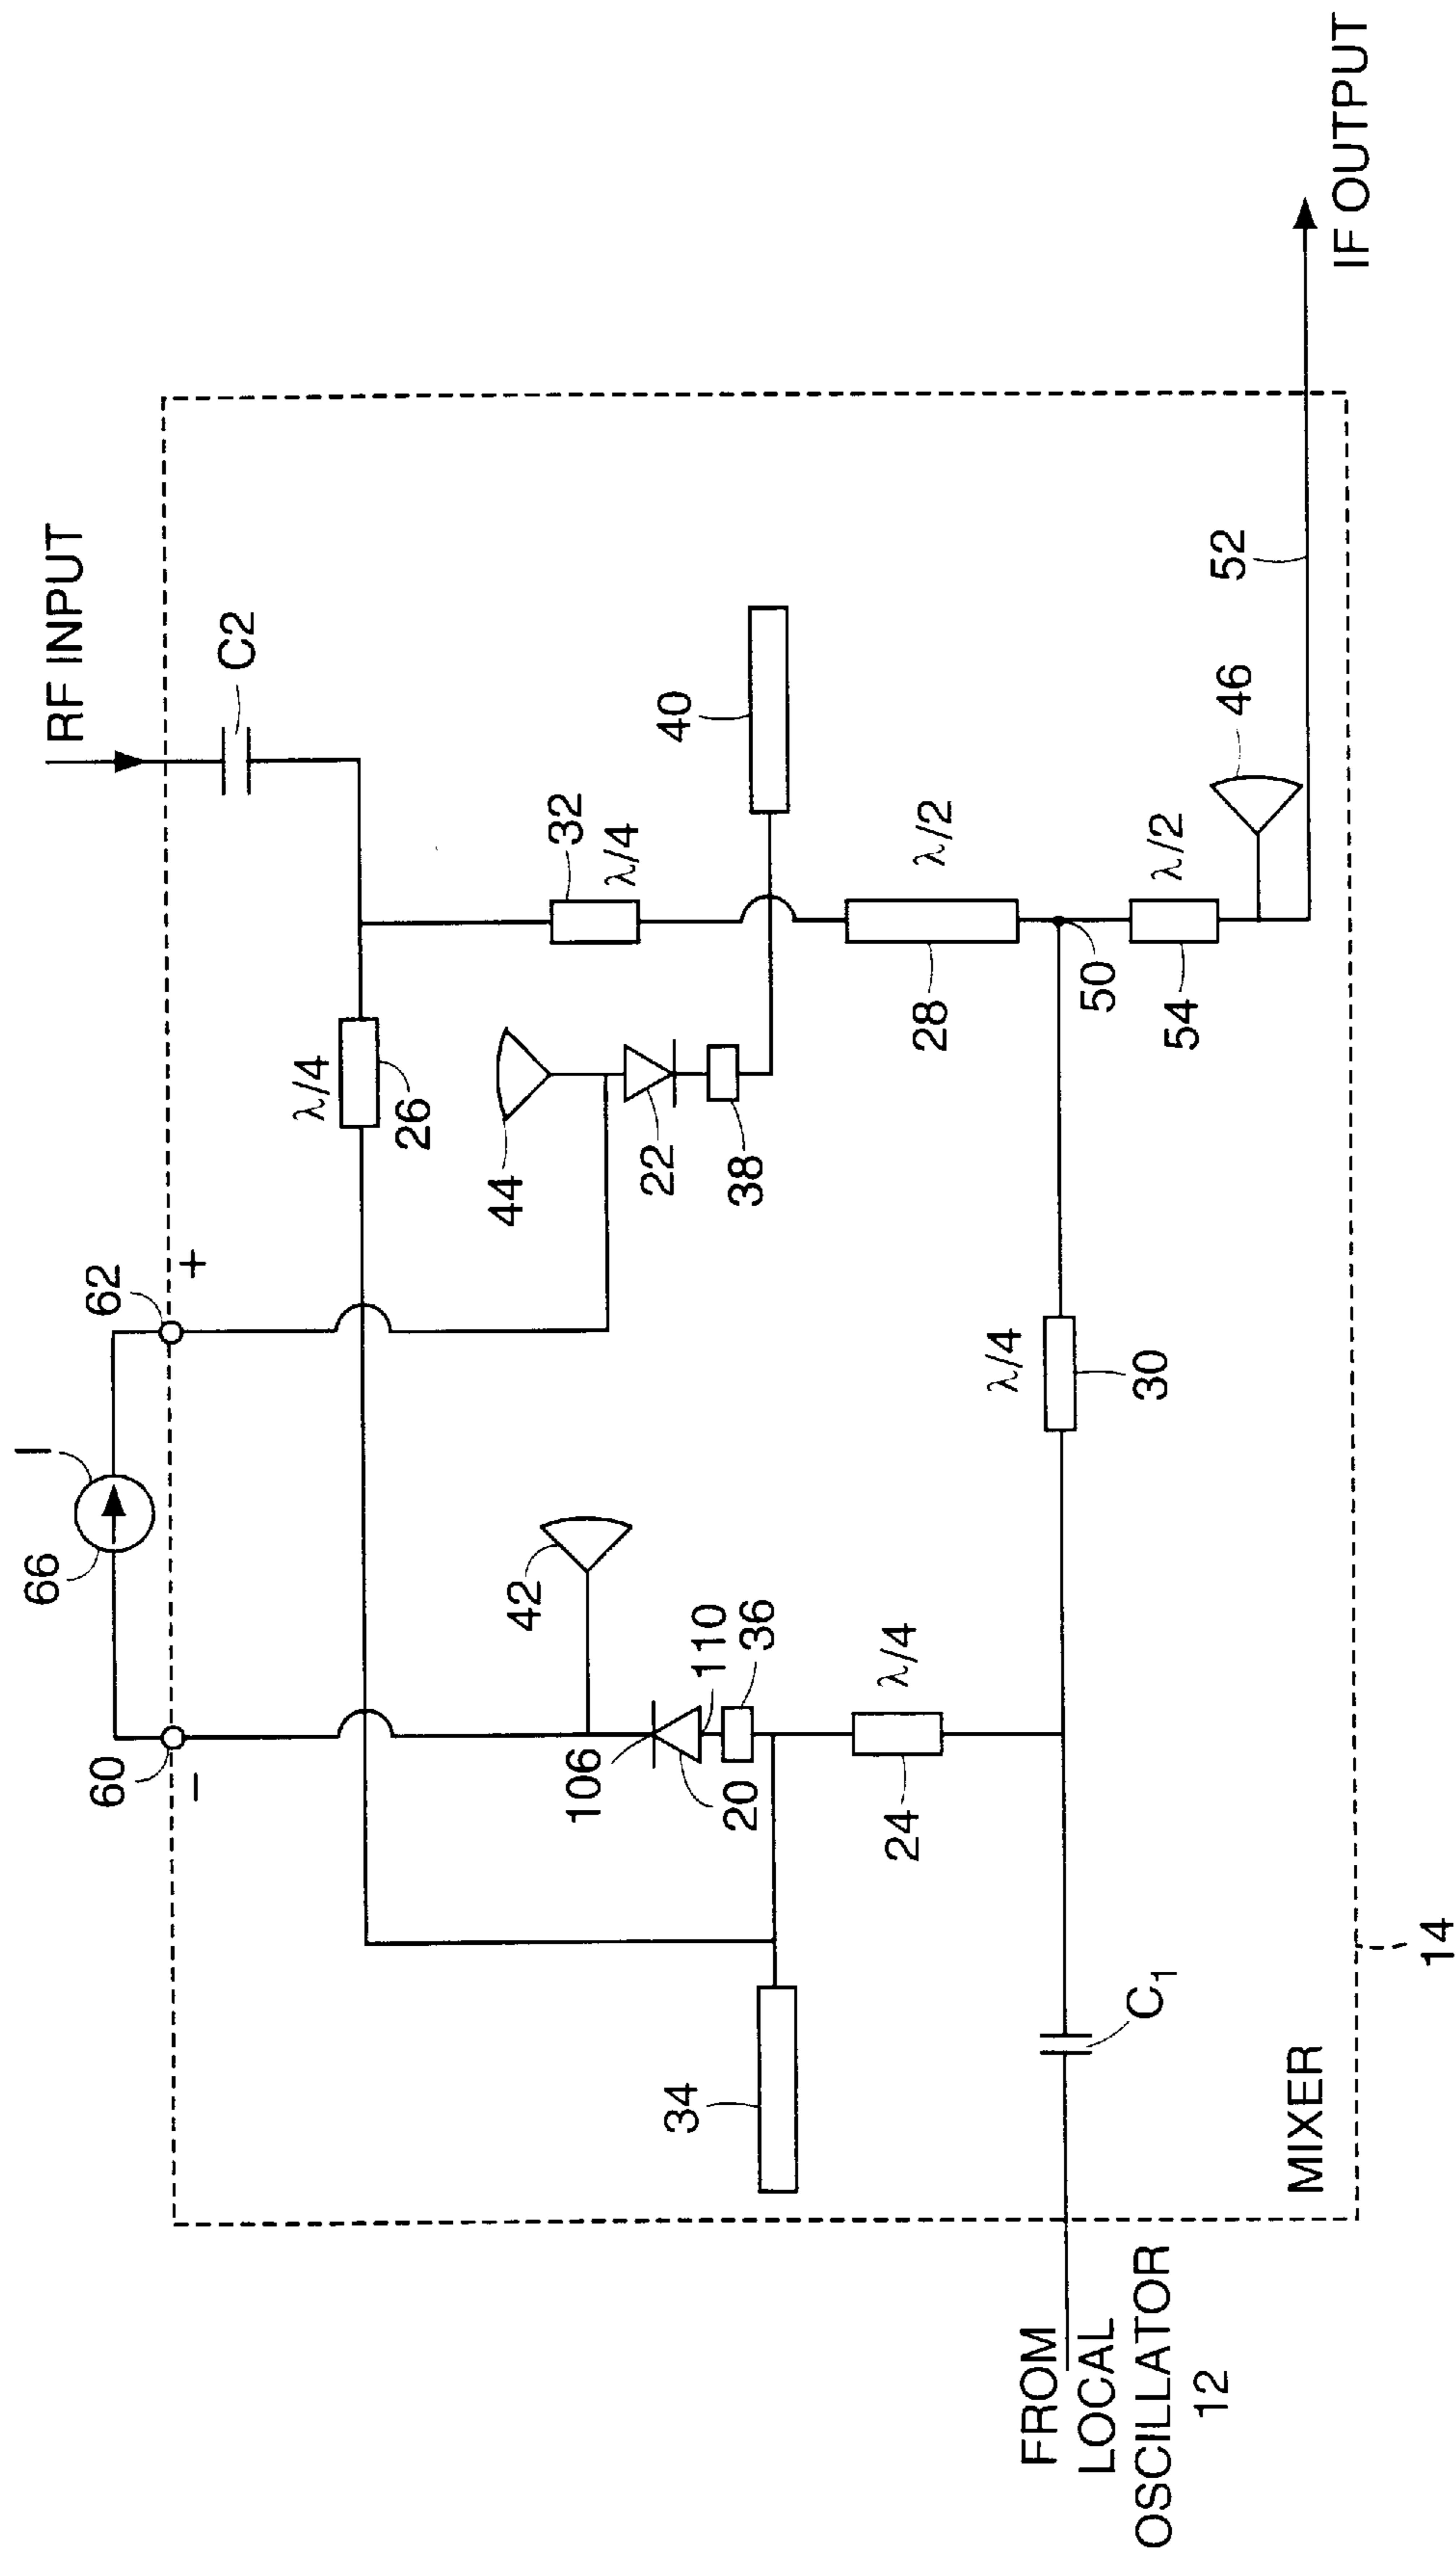 RF INPUT
C2
I
66
60
−
62
+
λ/4
26
32
λ/4
44
22
38
40
42
106
20
110
36
34
24
λ/4
λ/4
30
28
λ/2
50
54
λ/2
46
52
IF OUTPUT
C1
MIXER
14
FROM
LOCAL
OSCILLATOR
12